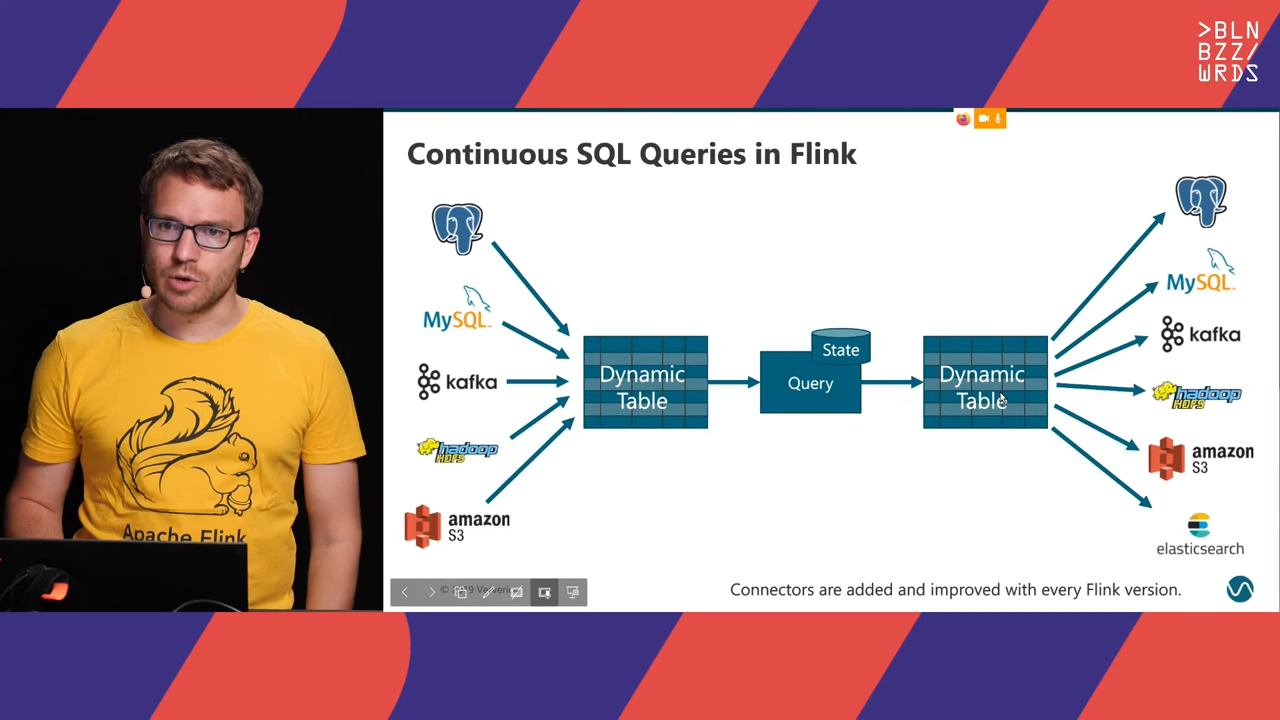 >BLN
BZZ/
WRDS
Continuous SQL Queries in Flink
MySQL
kafka
hadoop
HDFS
amazon
S3
Dynamic
Table
State
Query
Dynamic
Table
MySQL
kafka
hadoop
HDFS
amazon
S3
elasticsearch
Apache Flink
© 2019
Connectors are added and improved with every Flink version.